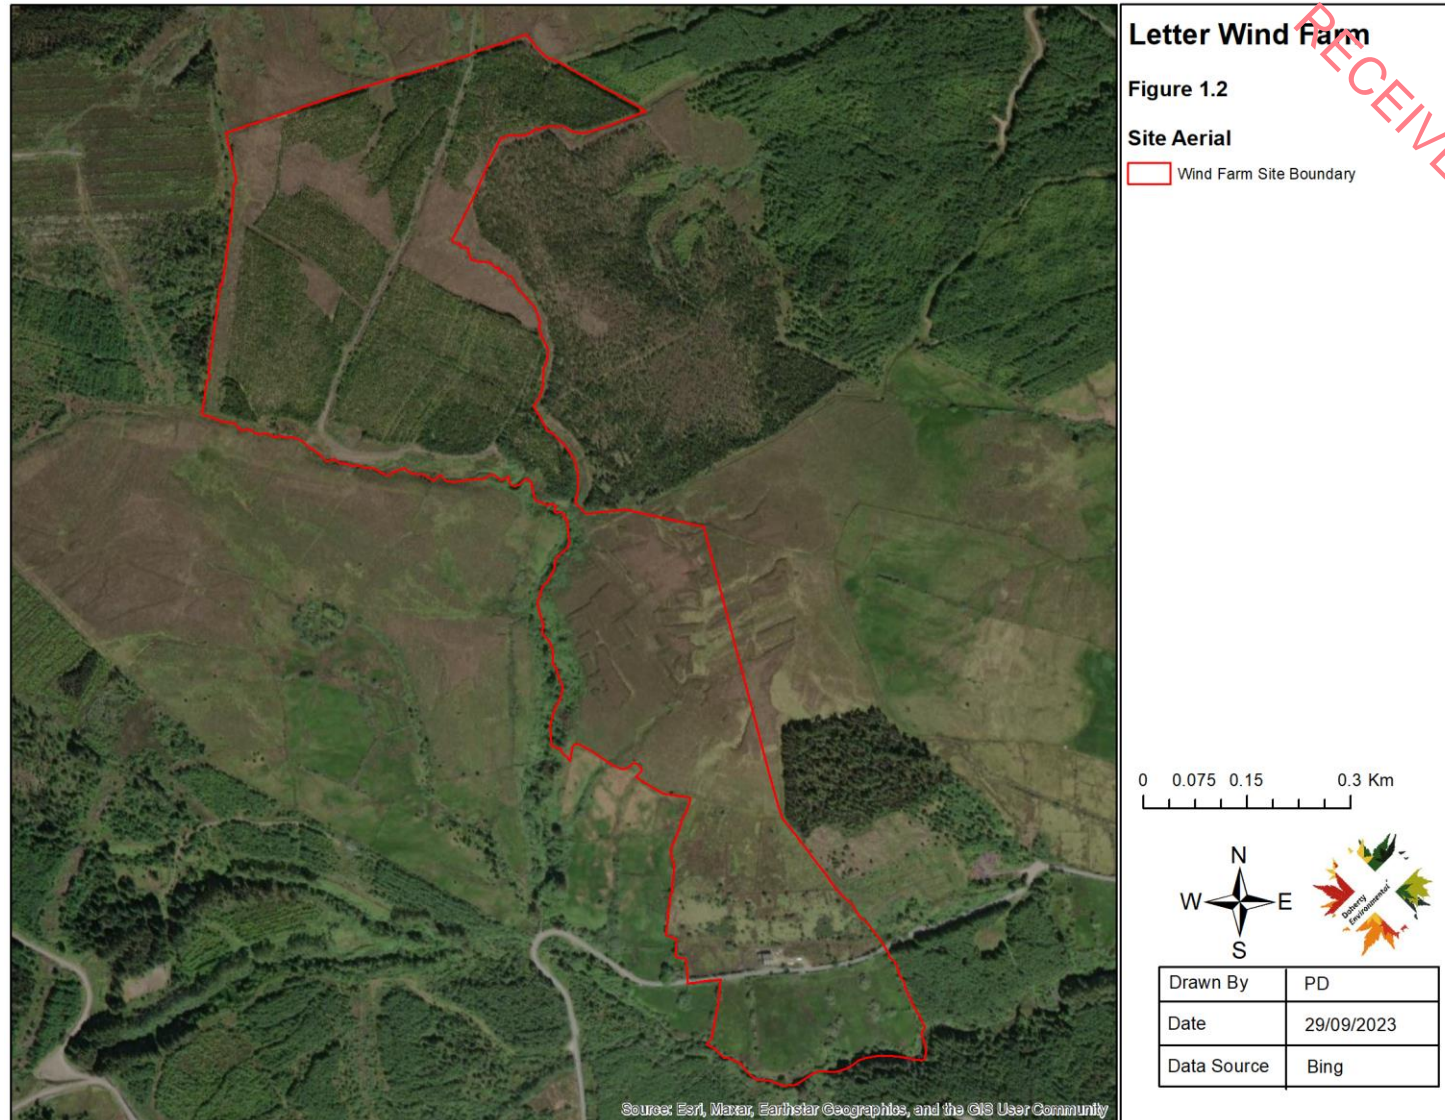 Letter Wind Farm
Figure 1.2
Site Aerial
Wind Farm Site Boundary
0 0.075 0.15 0.3 Km
N
W E
S
Doherty
Environmental
Drawn By PD
Date 29/09/2023
Data Source Bing
Source: Esri, Maxar, Earthstar Geographics, and the GIS User Community